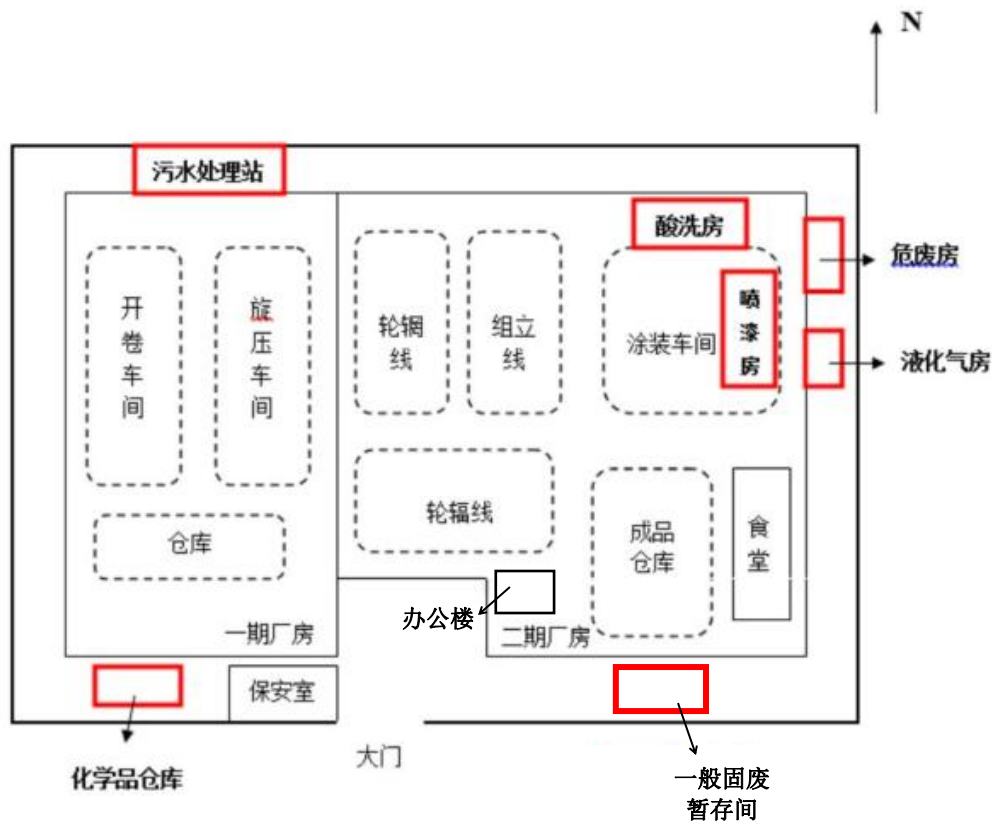 N
污水处理站
酸洗房
危废房
开
卷
车
间
旋
压
车
间
轮辋
线
组立
线
涂装车间
喷
漆
房
液化气房
轮辐线
成品
仓库
食
堂
仓库
办公楼
一期厂房
二期厂房
保安室
大门
化学品仓库
一般固废
暂存间